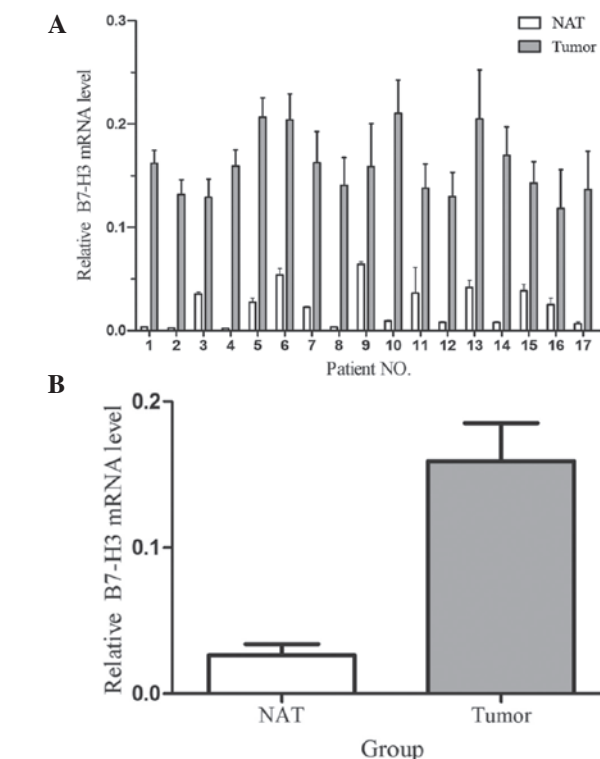 A
0.3
NAT
Tumor
0.2
0.1
0.0
Relative B7-H3 mRNA level
1 2 3 4 5 6 7 8 9 10 11 12 13 14 15 16 17
Patient NO.
B
0.2
0.1
0.0
Relative B7-H3 mRNA level
NAT Tumor
Group